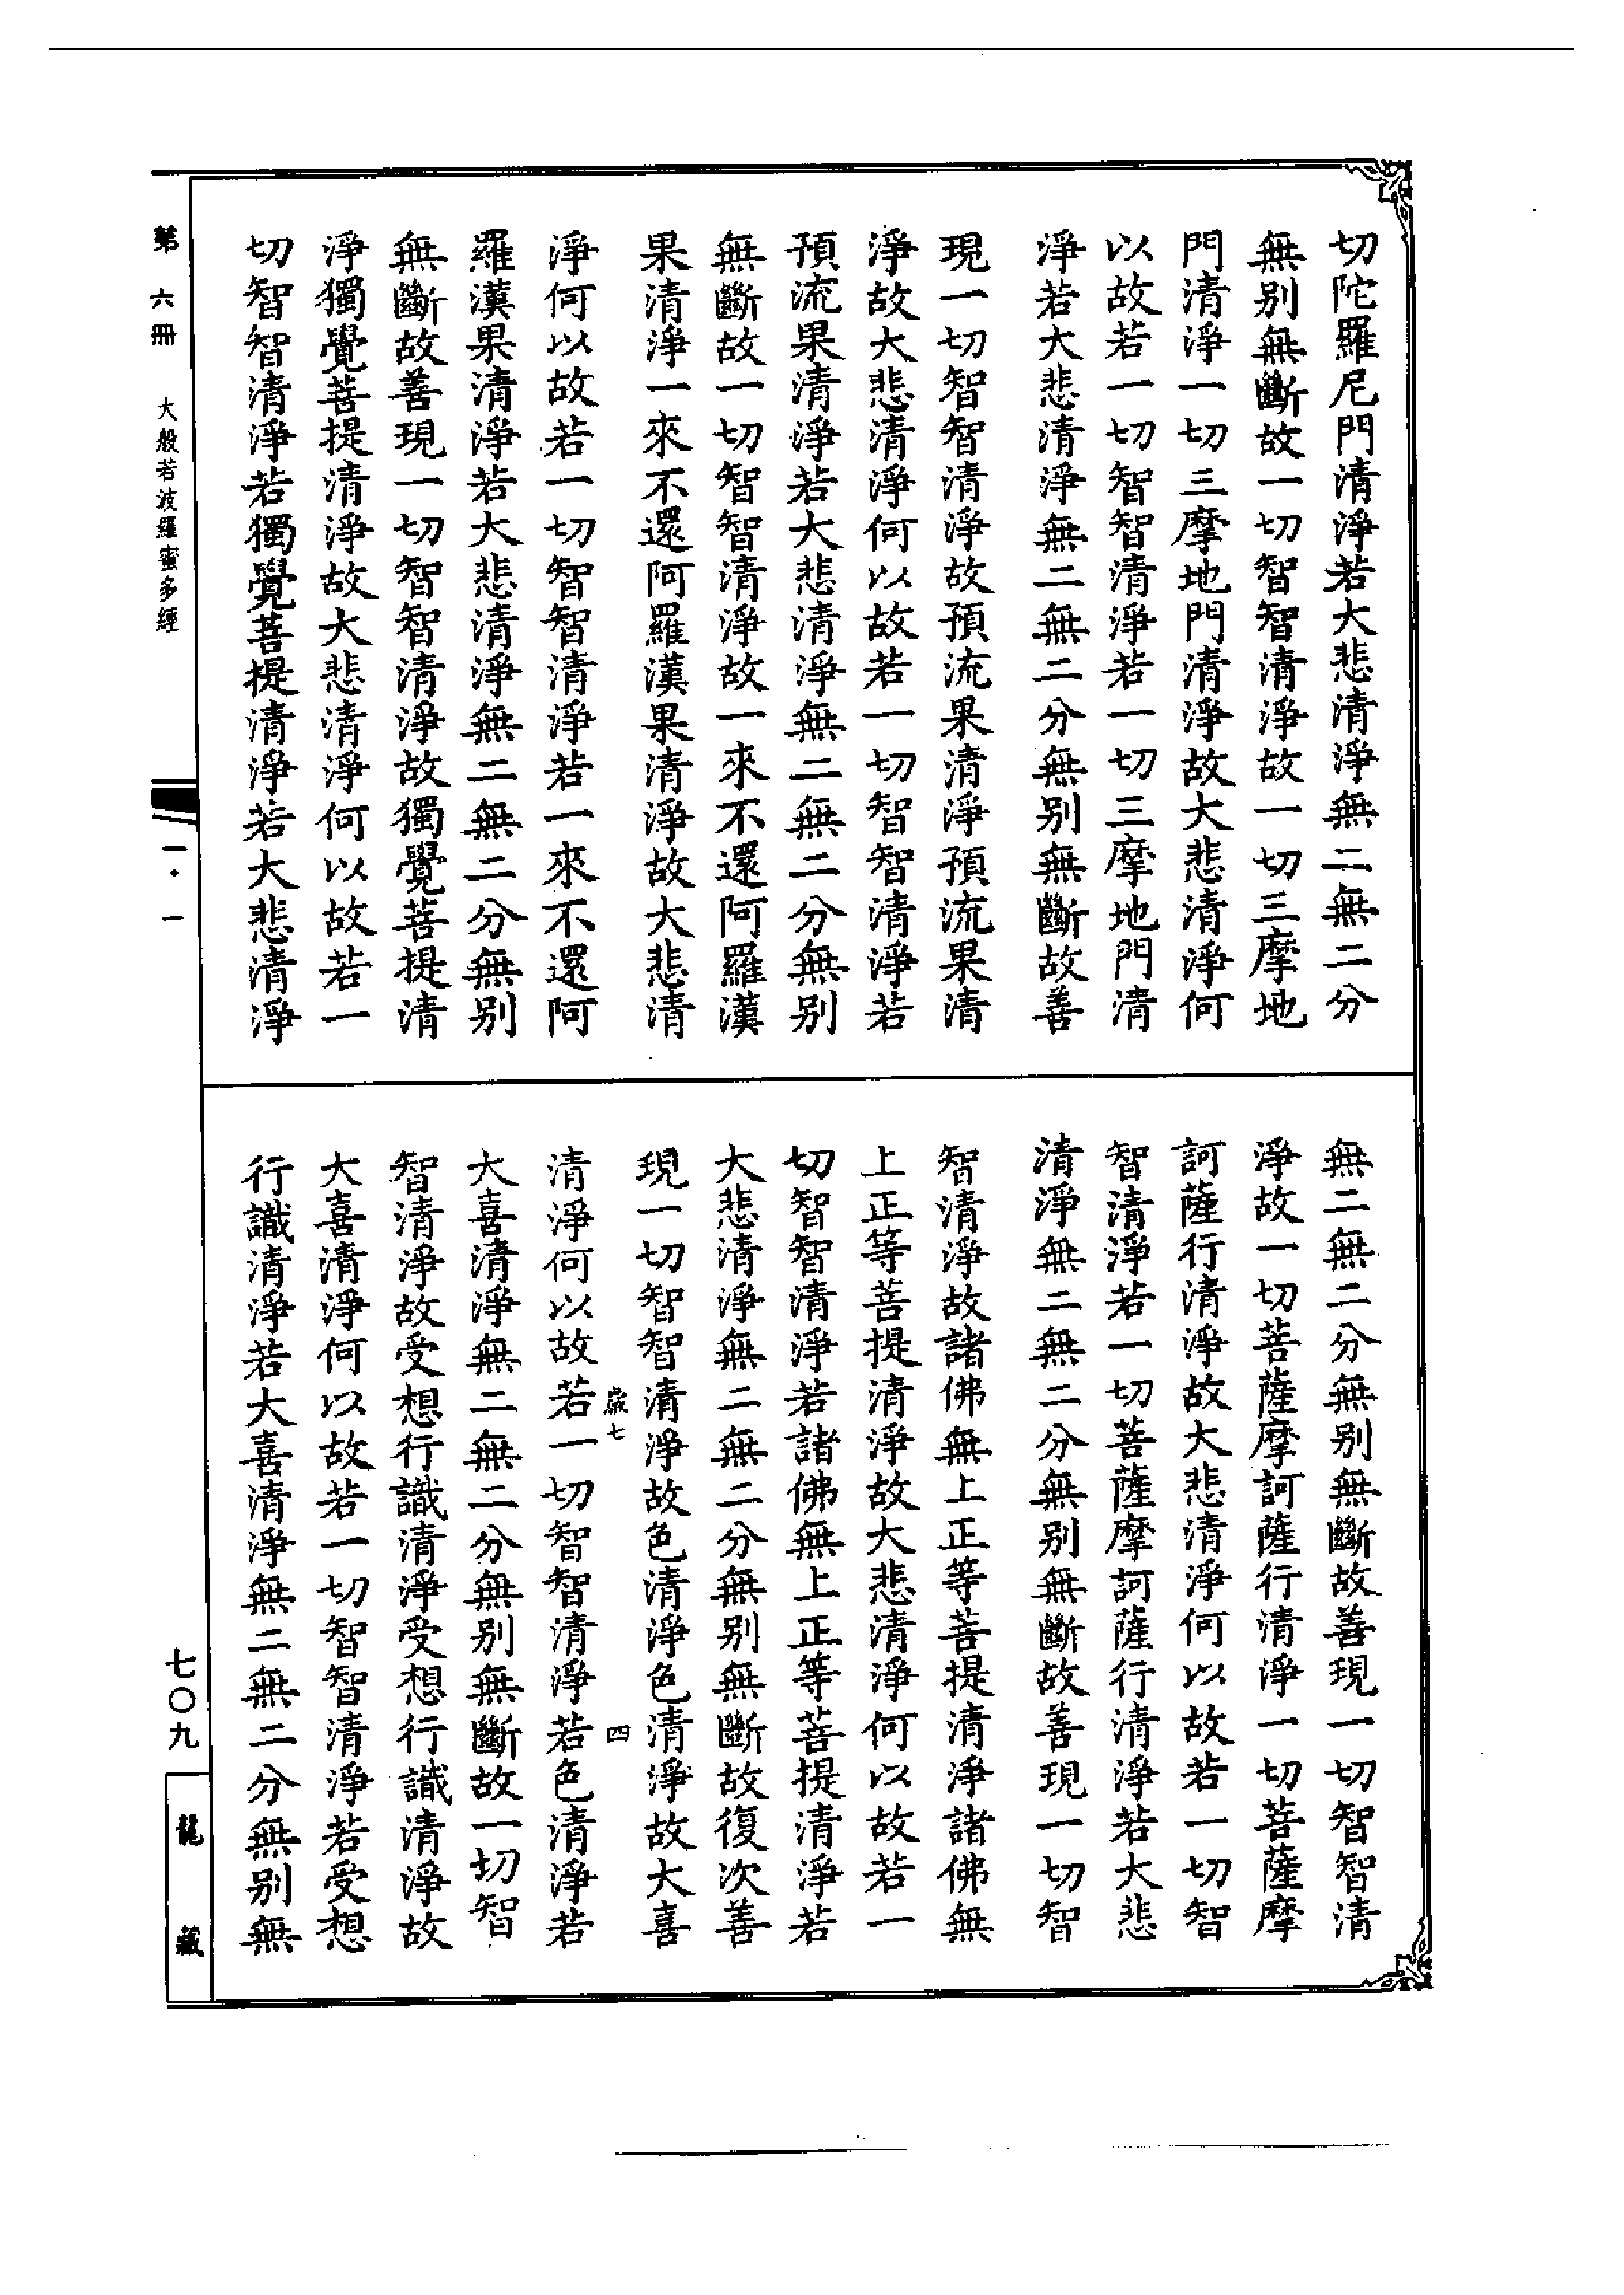 切陀羅尼門清淨若大悲清淨無二無二分
無别無斷故一切智智清淨故一切三摩地
門清淨一切三摩地門清淨故大悲清淨何
以故若一切智智清淨若一切三摩地門清
淨若大悲清淨無二無二分無别無斷故善
現一切智智清淨故預流果清淨預流果清
淨故大悲清淨何以故若一切智智清淨若
預流果清淨若大悲清淨無二無二分無别
無斷故一切智智清淨故一來不還阿羅漢
果清淨一來不還阿羅漢果清淨故大悲清
淨何以故若一切智智清淨若一來不還阿
羅漢果清淨若大悲清淨無二無二分無别
無斷故善現一切智智清淨故獨覺菩提清
淨獨覺菩提清淨故大悲清淨何以故若一
切智智清淨若獨覺菩提清淨若大悲清淨
無二無二分無别無斷故善現一切智智清
淨故一切菩薩摩訶薩行清淨一切菩薩摩
訶薩行清淨故大悲清淨何以故若一切智
智清淨若一切菩薩摩訶薩行清淨若大悲
清淨無二無二分無别無斷故善現一切智
智清淨故諸佛無上正等菩提清淨諸佛無
上正等菩提清淨故大悲清淨何以故若一
切智智清淨若諸佛無上正等菩提清淨若
大悲清淨無二無二分無别無斷故復次善
現一切智智清淨故色清淨色清淨故大喜
嚴七 四
清淨何以故若一切智智清淨若色清淨若
大喜清淨無二無二分無别無斷故一切智
智清淨故受想行識清淨受想行識清淨故
大喜清淨何以故若一切智智清淨若受想
行識清淨若大喜清淨無二無二分無别無
第六冊 大般若波羅蜜多經
一·一
七〇九
龍藏